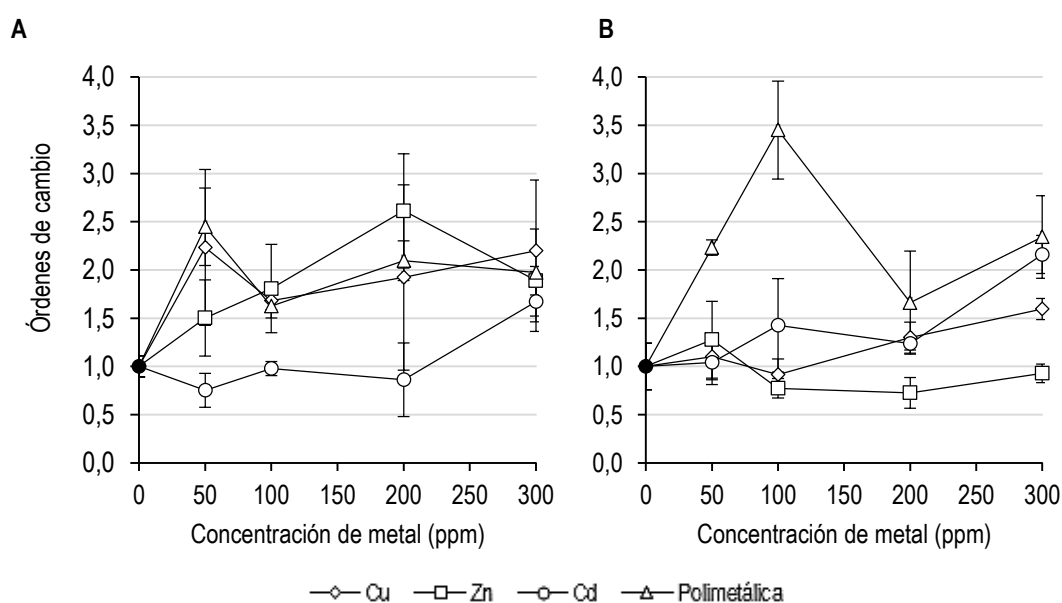 A
B
Órdenes de cambio
4,0
3,5
3,0
2,5
2,0
1,5
1,0
0,5
0,0
0 50 100 150 200 250 300
Concentración de metal (ppm)
4,0
3,5
3,0
2,5
2,0
1,5
1,0
0,5
0,0
0 50 100 150 200 250 300
Concentración de metal (ppm)
Cu Zn Cd Polimetálica